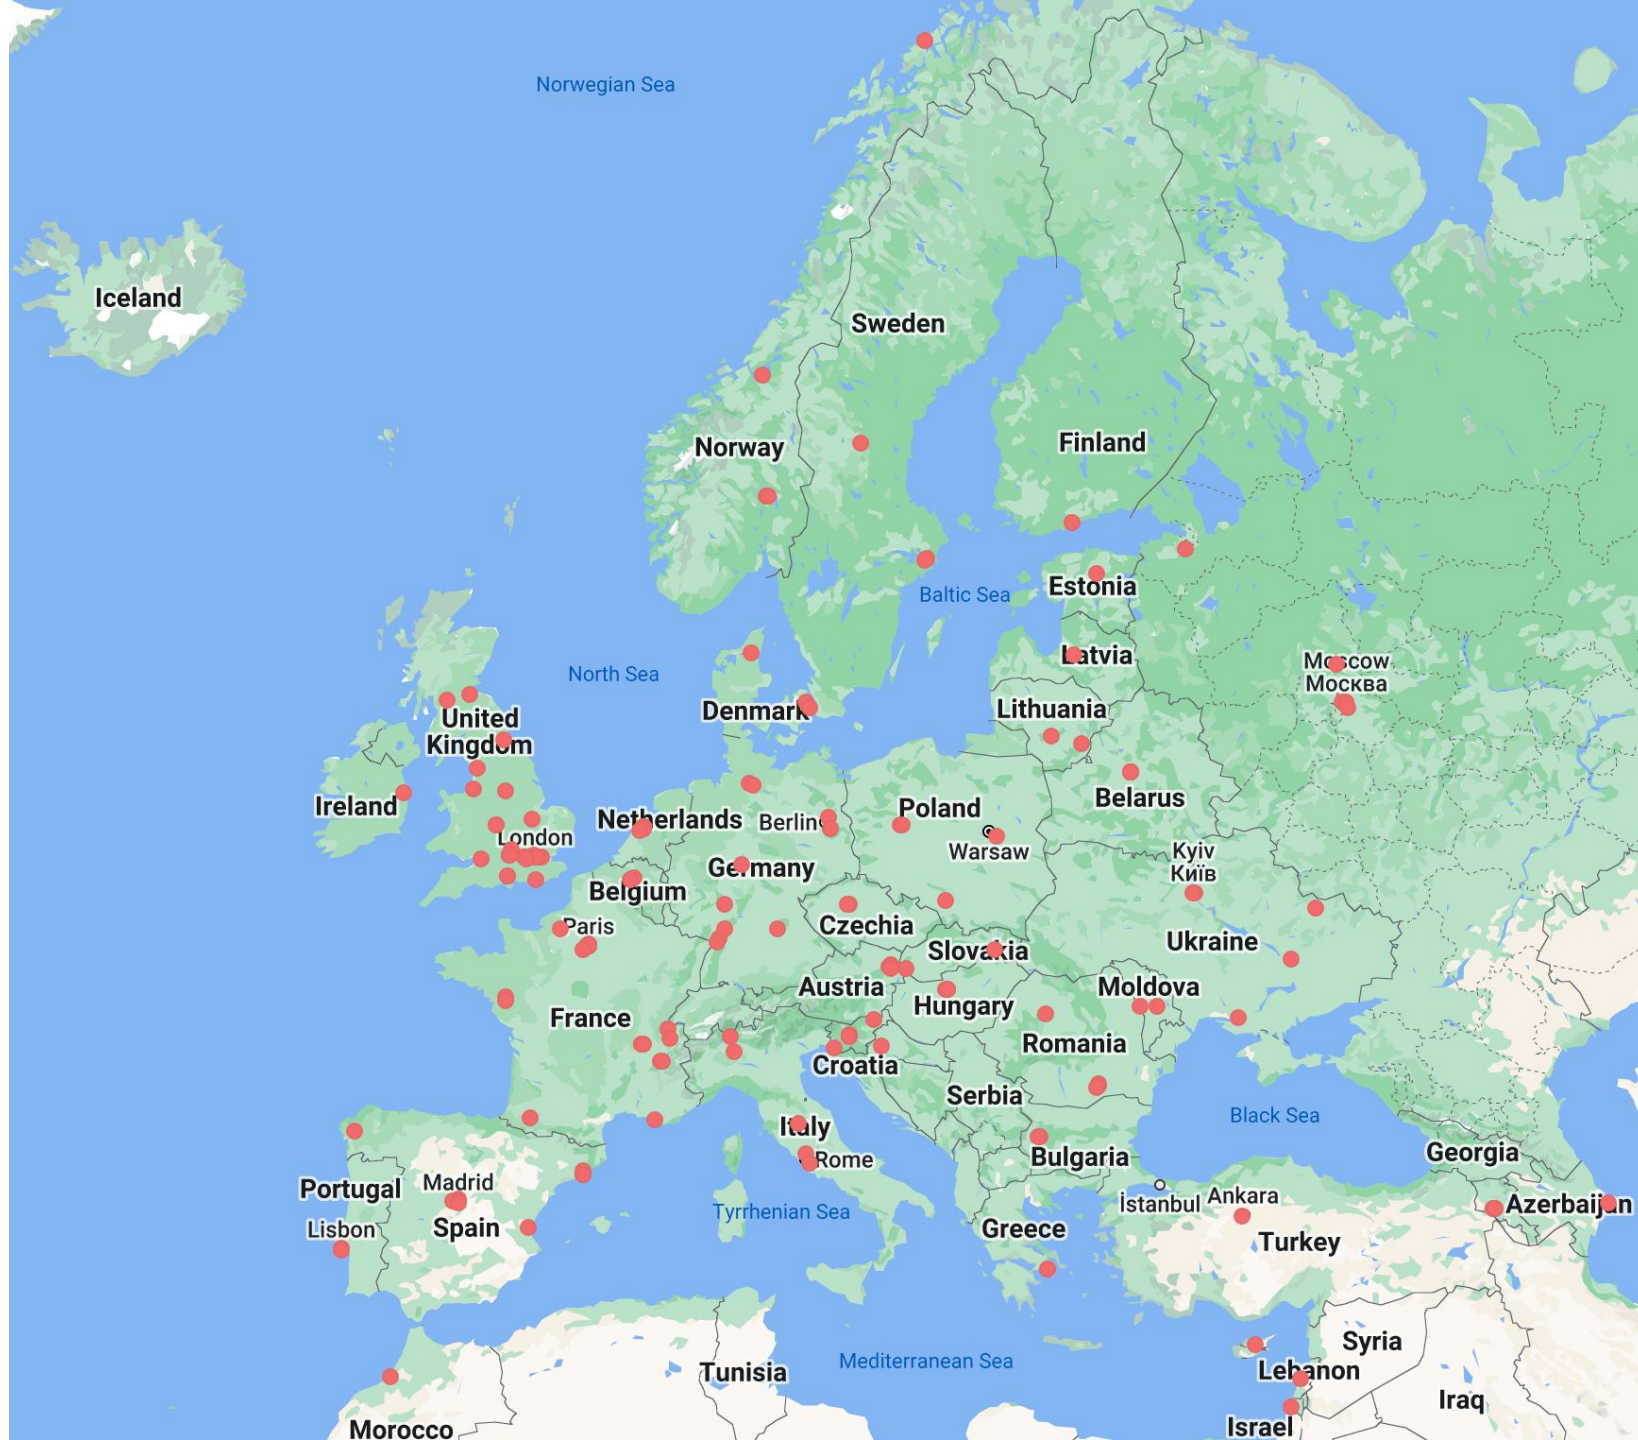 Norwegian Sea
Iceland
Sweden
Norway
Finland
Estonia
Baltic Sea
North Sea
Latvia
Moscow
Москва
Denmark
Lithuania
United
Kingdom
Ireland
Netherlands
Berlin
Poland
Belarus
London
Warsaw
Kyiv
Київ
Germany
Belgium
Paris
Czechia
Slovakia
Ukraine
Austria
Hungary
Moldova
France
Romania
Croatia
Serbia
Black Sea
Italy
Rome
Bulgaria
Georgia
Portugal
Madrid
Spain
Lisbon
Tyrrhenian Sea
Greece
İstanbul
Ankara
Turkey
Azerbaijan
Syria
Mediterranean Sea
Lebanon
Tunisia
Iraq
Israel
Morocco